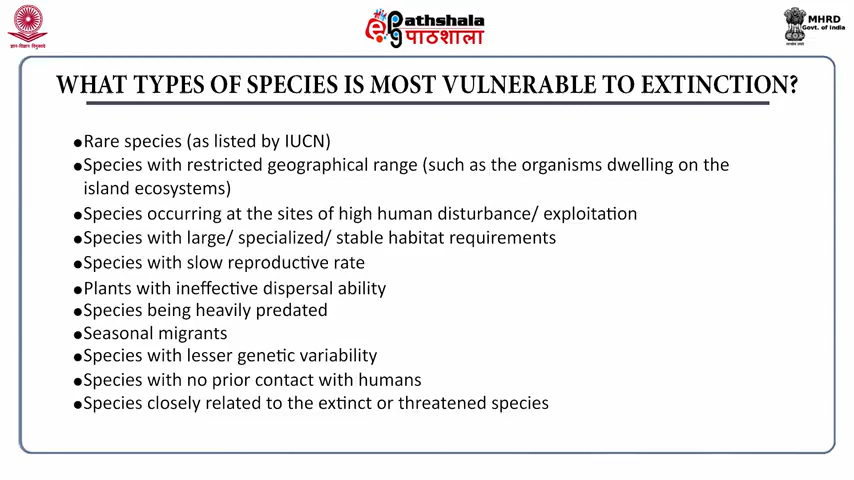 ज्ञान-विज्ञान विमुक्तये
e Pathshala
पाठशाला
MHRD
Govt. of India
WHAT TYPES OF SPECIES IS MOST VULNERABLE TO EXTINCTION?
●Rare species (as listed by IUCN)
●Species with restricted geographical range (such as the organisms dwelling on the
island ecosystems)
●Species occurring at the sites of high human disturbance/ exploitation
●Species with large/ specialized/ stable habitat requirements
●Species with slow reproductive rate
●Plants with ineffective dispersal ability
●Species being heavily predated
●Seasonal migrants
●Species with lesser genetic variability
●Species with no prior contact with humans
●Species closely related to the extinct or threatened species